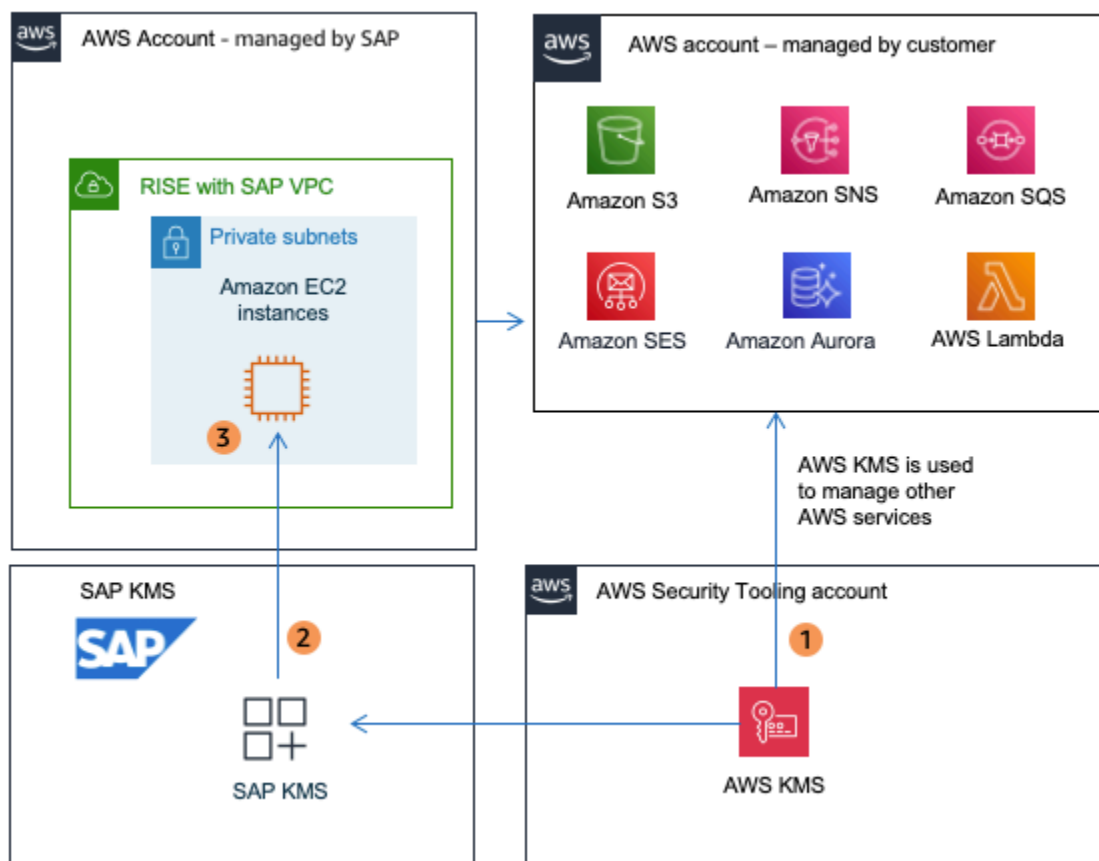 aws
AWS Account - managed by SAP
RISE with SAP VPC
Private subnets
Amazon EC2
instances
3
aws
AWS account – managed by customer
Amazon S3
Amazon SNS
Amazon SQS
Amazon SES
Amazon Aurora
AWS Lambda
AWS KMS is used
to manage other
AWS services
SAP KMS
SAP
2
SAP KMS
aws
AWS Security Tooling account
1
AWS KMS